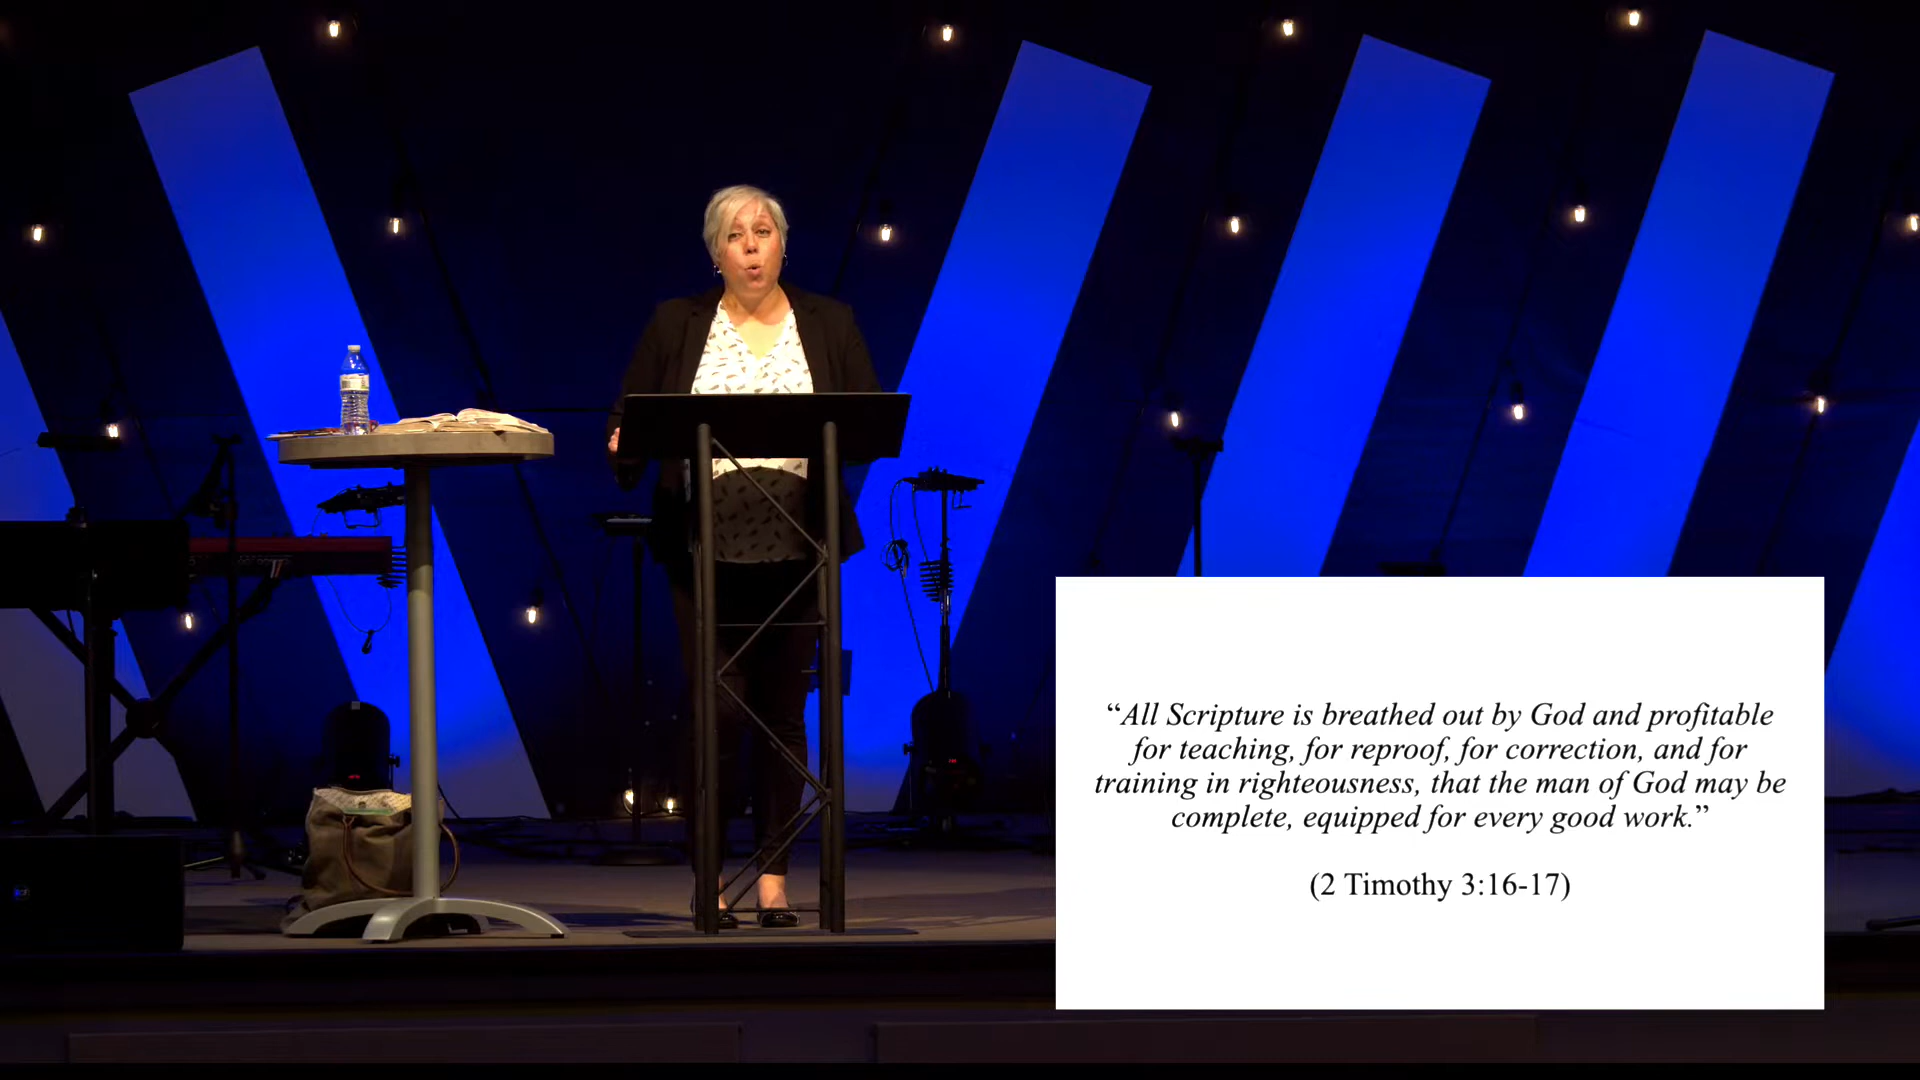 “All Scripture is breathed out by God and profitable
for teaching, for reproof, for correction, and for
training in righteousness, that the man of God may be
complete, equipped for every good work.”
(2 Timothy 3:16-17)